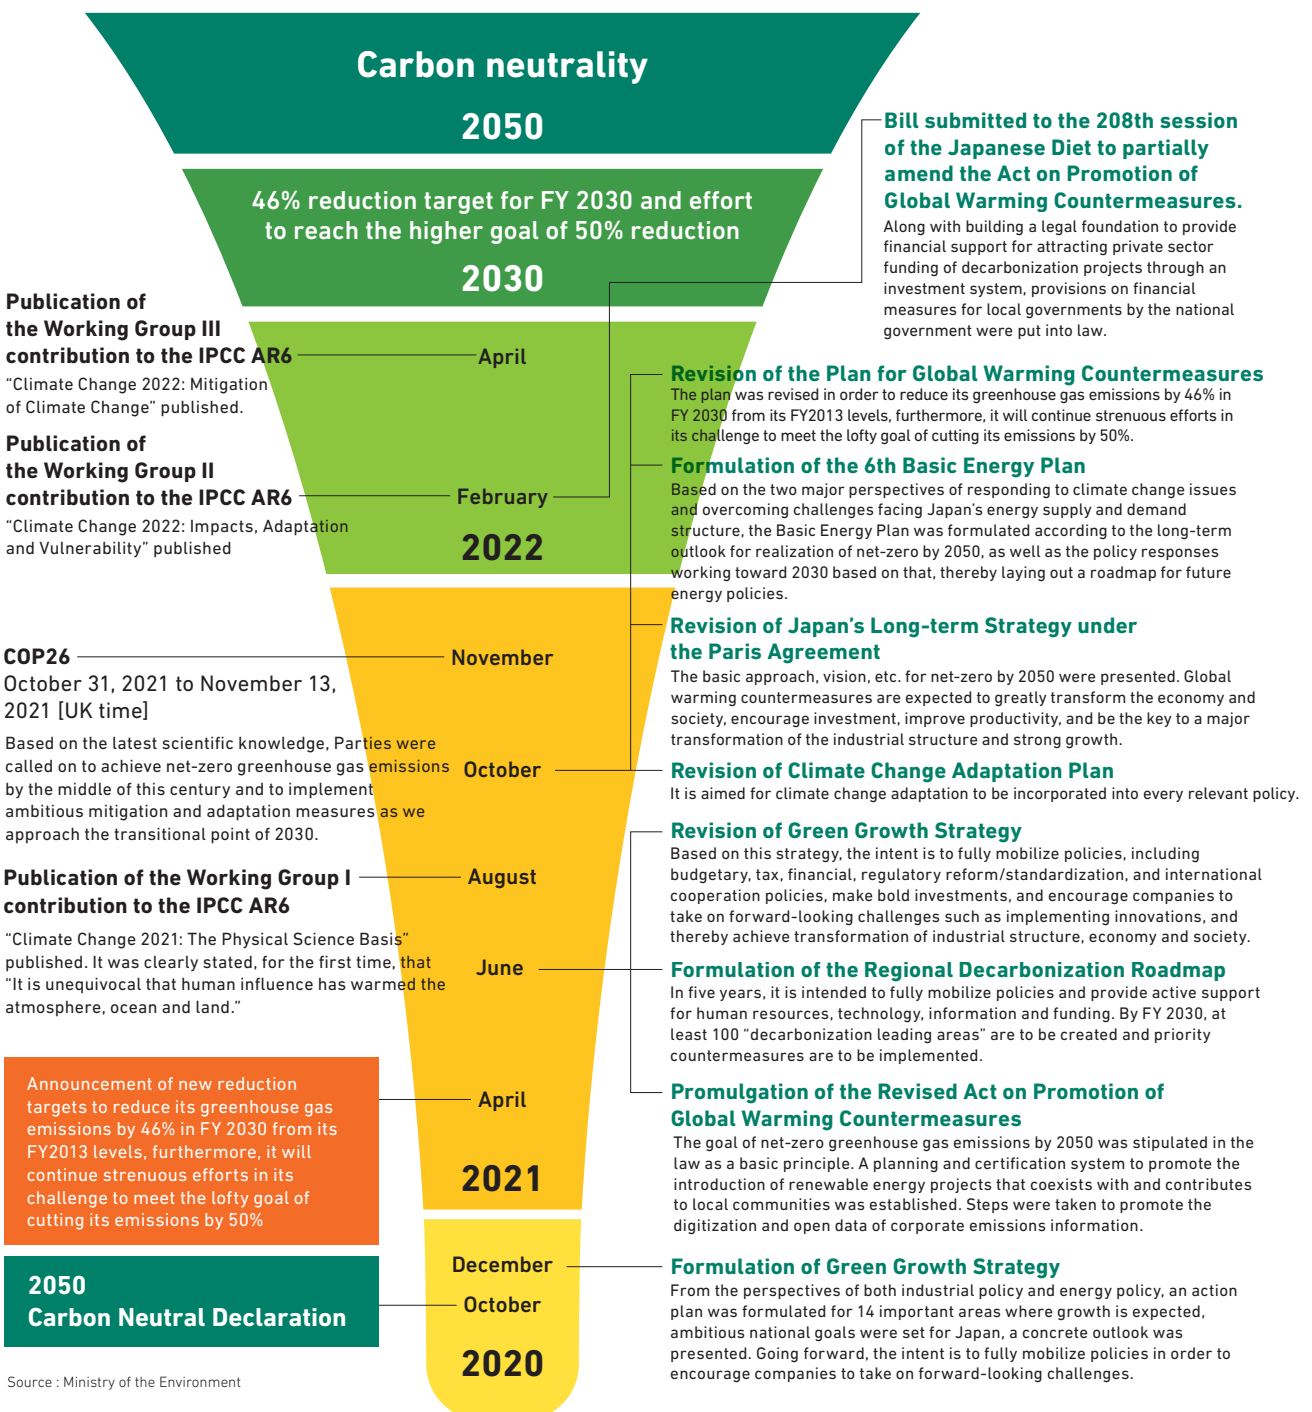 Carbon neutrality
2050
46% reduction target for FY 2030 and effort
to reach the higher goal of 50% reduction
2030
Bill submitted to the 208th session
of the Japanese Diet to partially
amend the Act on Promotion of
Global Warming Countermeasures.
Along with building a legal foundation to provide
financial support for attracting private sector
funding of decarbonization projects through an
investment system, provisions on financial
measures for local governments by the national
government were put into law.
Publication of
the Working Group III
contribution to the IPCC AR6
April
“Climate Change 2022: Mitigation
of Climate Change” published.
Publication of
the Working Group II
contribution to the IPCC AR6
February
“Climate Change 2022: Impacts, Adaptation
and Vulnerability” published
2022
Revision of the Plan for Global Warming Countermeasures
The plan was revised in order to reduce its greenhouse gas emissions by 46% in
FY 2030 from its FY2013 levels, furthermore, it will continue strenuous efforts in
its challenge to meet the lofty goal of cutting its emissions by 50%.
Formulation of the 6th Basic Energy Plan
Based on the two major perspectives of responding to climate change issues
and overcoming challenges facing Japan’s energy supply and demand
structure, the Basic Energy Plan was formulated according to the long-term
outlook for realization of net-zero by 2050, as well as the policy responses
working toward 2030 based on that, thereby laying out a roadmap for future
energy policies.
Revision of Japan’s Long-term Strategy under
the Paris Agreement
The basic approach, vision, etc. for net-zero by 2050 were presented. Global
warming countermeasures are expected to greatly transform the economy and
society, encourage investment, improve productivity, and be the key to a major
transformation of the industrial structure and strong growth.
COP26
November
October 31, 2021 to November 13,
2021 [UK time]
Based on the latest scientific knowledge, Parties were
called on to achieve net-zero greenhouse gas emissions
by the middle of this century and to implement
ambitious mitigation and adaptation measures as we
approach the transitional point of 2030.
October
Revision of Climate Change Adaptation Plan
It is aimed for climate change adaptation to be incorporated into every relevant policy.
Publication of the Working Group I
contribution to the IPCC AR6
August
“Climate Change 2021: The Physical Science Basis”
published. It was clearly stated, for the first time, that
“It is unequivocal that human influence has warmed the
atmosphere, ocean and land.”
Revision of Green Growth Strategy
Based on this strategy, the intent is to fully mobilize policies, including
budgetary, tax, financial, regulatory reform/standardization, and international
cooperation policies, make bold investments, and encourage companies to
take on forward-looking challenges such as implementing innovations, and
thereby achieve transformation of industrial structure, economy and society.
June
Formulation of the Regional Decarbonization Roadmap
In five years, it is intended to fully mobilize policies and provide active support
for human resources, technology, information and funding. By FY 2030, at
least 100 “decarbonization leading areas” are to be created and priority
countermeasures are to be implemented.
Promulgation of the Revised Act on Promotion of
Global Warming Countermeasures
The goal of net-zero greenhouse gas emissions by 2050 was stipulated in the
law as a basic principle. A planning and certification system to promote the
introduction of renewable energy projects that coexists with and contributes
to local communities was established. Steps were taken to promote the
digitization and open data of corporate emissions information.
Announcement of new reduction
targets to reduce its greenhouse gas
emissions by 46% in FY 2030 from its
FY2013 levels, furthermore, it will
continue strenuous efforts in its
challenge to meet the lofty goal of
cutting its emissions by 50%
April
2021
December
Formulation of Green Growth Strategy
From the perspectives of both industrial policy and energy policy, an action
plan was formulated for 14 important areas where growth is expected,
ambitious national goals were set for Japan, a concrete outlook was
presented. Going forward, the intent is to fully mobilize policies in order to
encourage companies to take on forward-looking challenges.
2050
Carbon Neutral Declaration
October
2020
Source : Ministry of the Environment